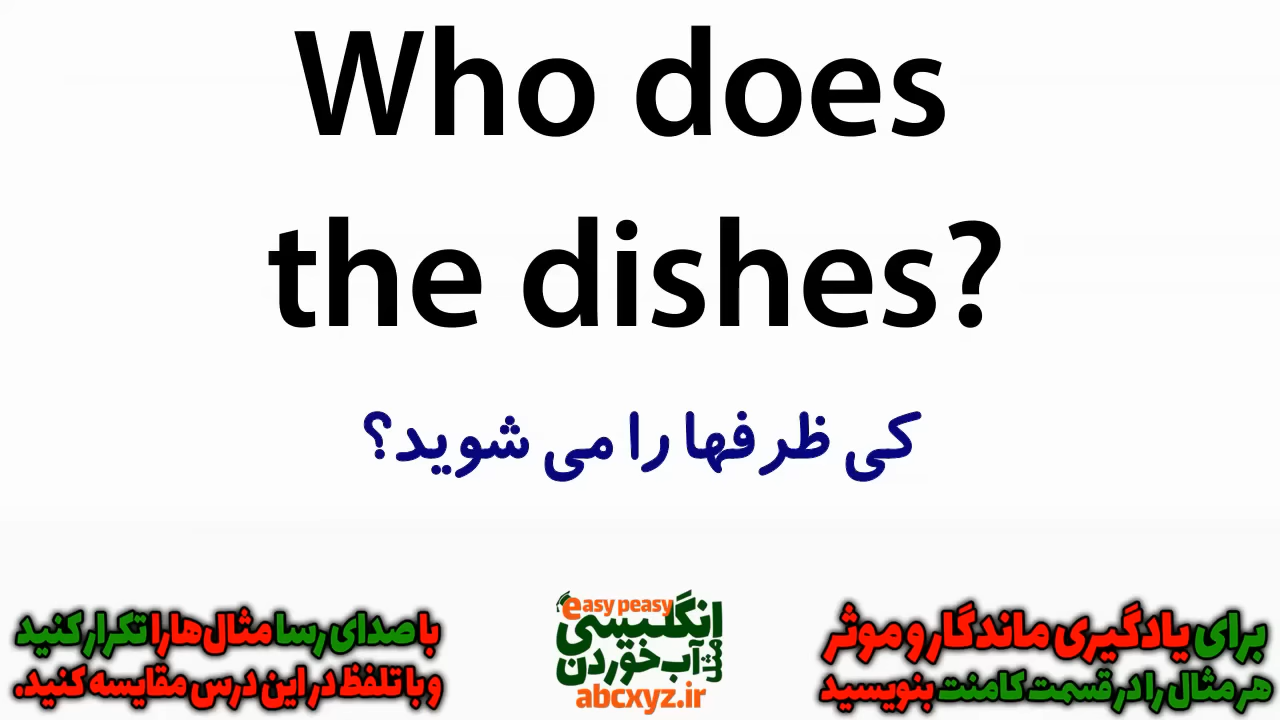 Who does
the dishes?
کی ظرفها را می شوید؟
برای یادگیری ماندگار و موثر
هر مثال را در قسمت کامنت بنویسید
easy peasy
انگلیسی
مثل آب خوردن
abcxyz.ir
با صدای رسا مثال‌ها را تکرار کنید
و با تلفظ در این درس مقایسه کنید.